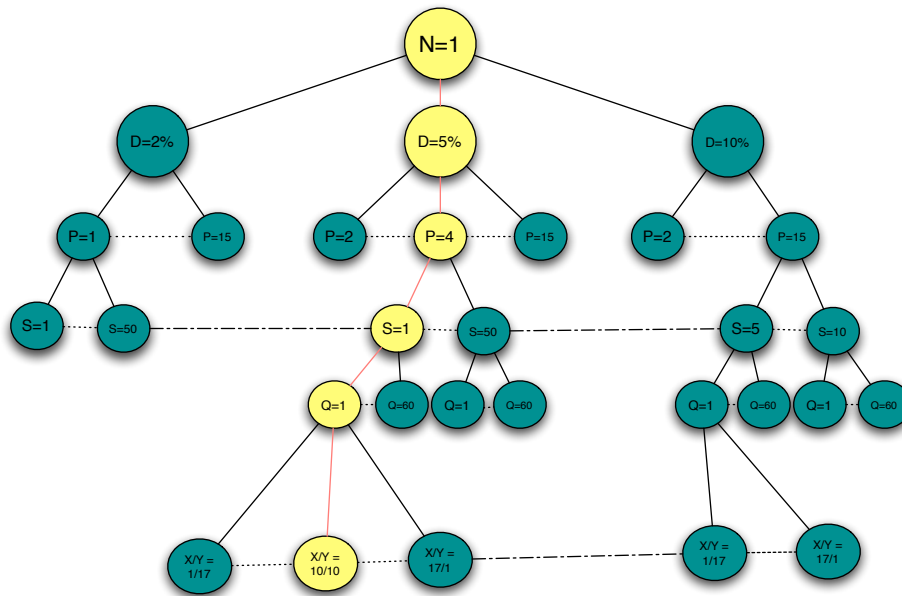 N=1
D=2%
D=5%
D=10%
P=1
P=15
P=2
P=4
P=15
P=2
P=15
S=1
S=50
S=1
S=50
S=5
S=10
Q=1
Q=60
Q=1
Q=60
Q=1
Q=60
Q=1
Q=60
X/Y =
1/17
X/Y =
10/10
X/Y =
17/1
X/Y =
1/17
X/Y =
17/1